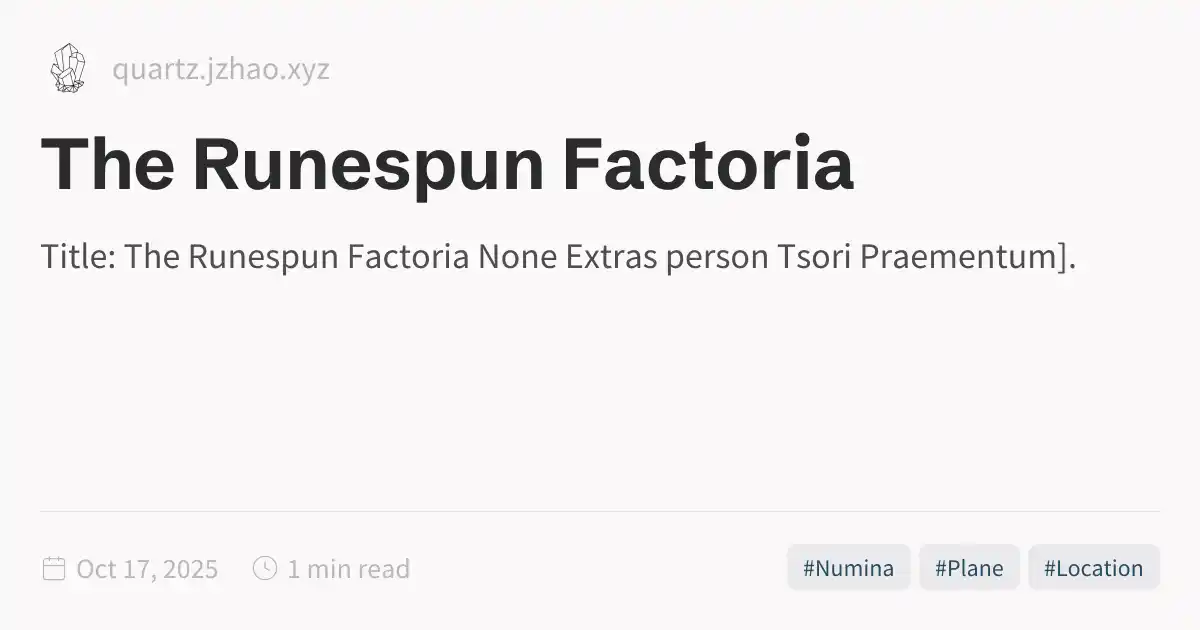 quartz.jzhao.xyz
The Runespun Factoria
Title: The Runespun Factoria None Extras person Tsori Praementum].
Oct 17, 2025 1 min read #Numina #Plane #Location